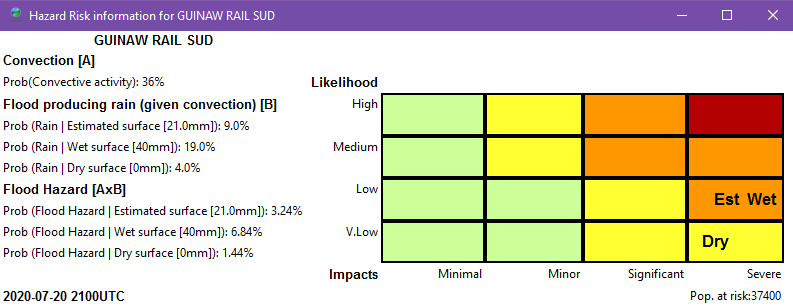 Hazard Risk information for GUINAW RAIL SUD
GUINAW RAIL SUD
Convection [A]
Prob(Convective activity): 36%
Flood producing rain (given convection) [B]
Prob (Rain | Estimated surface [21.0mm]): 9.0%
Prob (Rain | Wet surface [40mm]): 19.0%
Prob (Rain | Dry surface [0mm]): 4.0%
Flood Hazard [AxB]
Prob (Flood Hazard | Estimated surface [21.0mm]): 3.24%
Prob (Flood Hazard | Wet surface [40mm]): 6.84%
Prob (Flood Hazard | Dry surface [0mm]): 1.44%
2020-07-20 2100UTC
Likelihood
High
Medium
Low
Est Wet
V.Low
Dry
Impacts
Minimal
Minor
Significant
Severe
Pop. at risk:37400